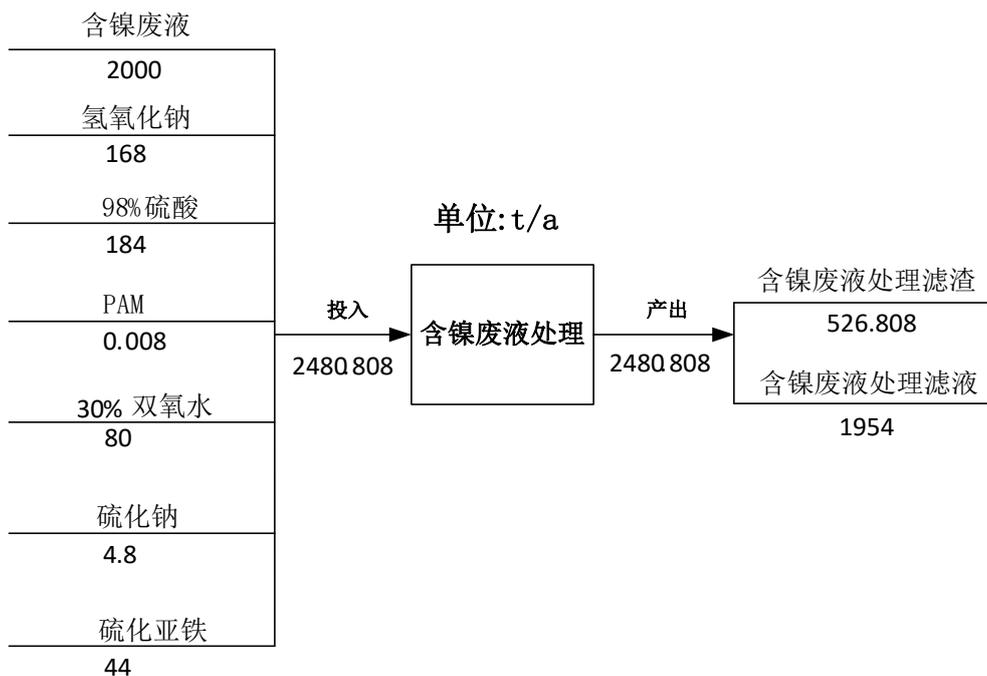 含镍废液
2000
氢氧化钠
168
98%硫酸
184
PAM
0.008
30% 双氧水
80
硫化钠
4.8
硫化亚铁
44
单位:t/a
投入
2480.808
含镍废液处理
产出
2480.808
含镍废液处理滤渣
526.808
含镍废液处理滤液
1954